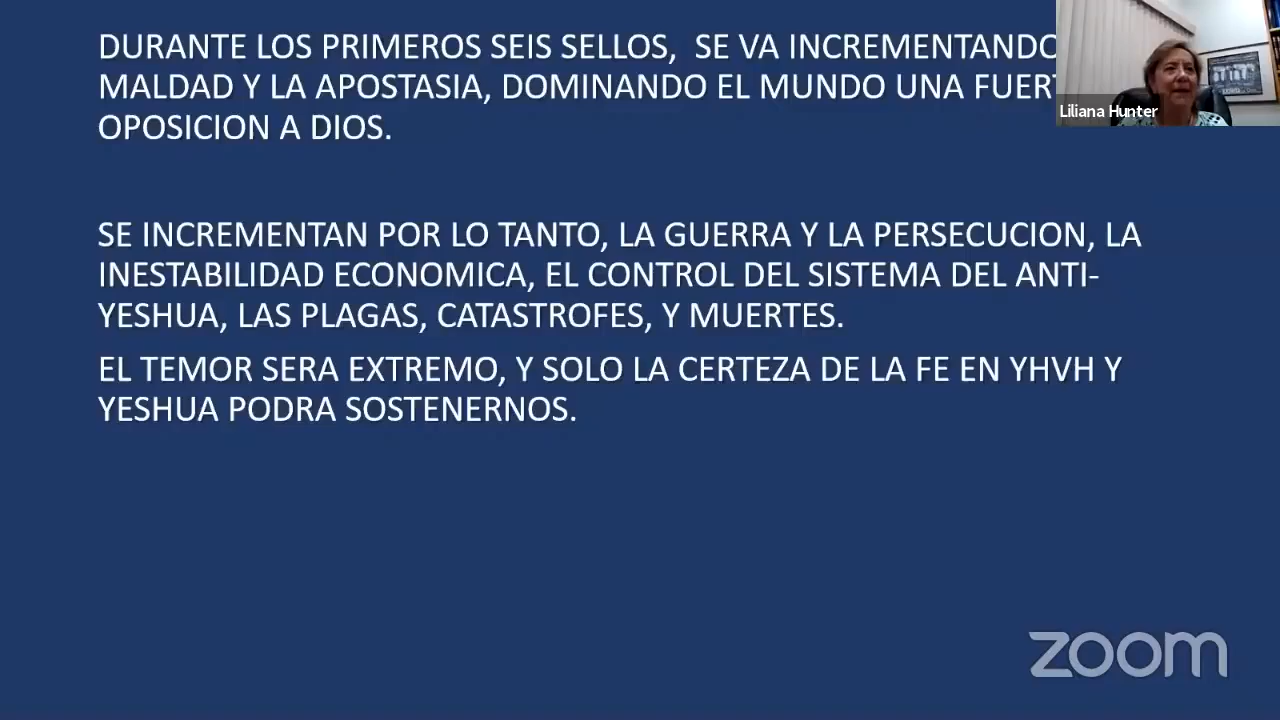 DURANTE LOS PRIMEROS SEIS SELLOS, SE VA INCREMENTANDO
MALDAD Y LA APOSTASIA, DOMINANDO EL MUNDO UNA
OPOSICION A DIOS.
SE INCREMENTAN POR LO TANTO, LA GUERRA Y LA PERSECUCION, LA
INESTABILIDAD ECONOMICA, EL CONTROL DEL SISTEMA DEL ANTI-
YESHUA, LAS PLAGAS, CATASTROFES, Y MUERTES.
EL TEMOR SERA EXTREMO, Y SOLO LA CERTEZA DE LA FE EN YHVH Y
YESHUA PODRA SOSTENERNOS.
Liliana Hunter
zoom